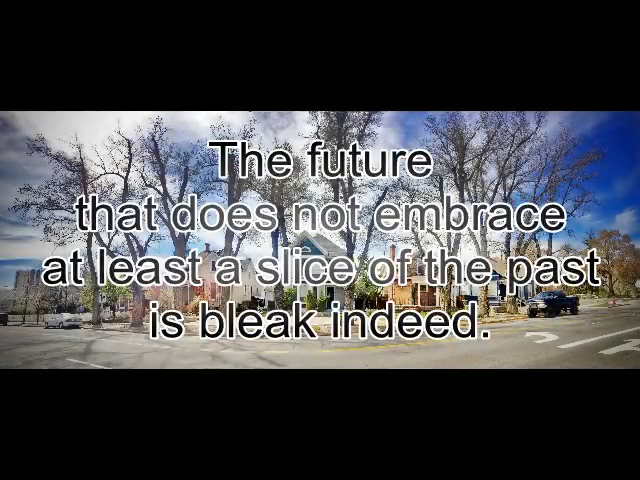 The future
that does not embrace
at least a slice of the past
is bleak indeed.